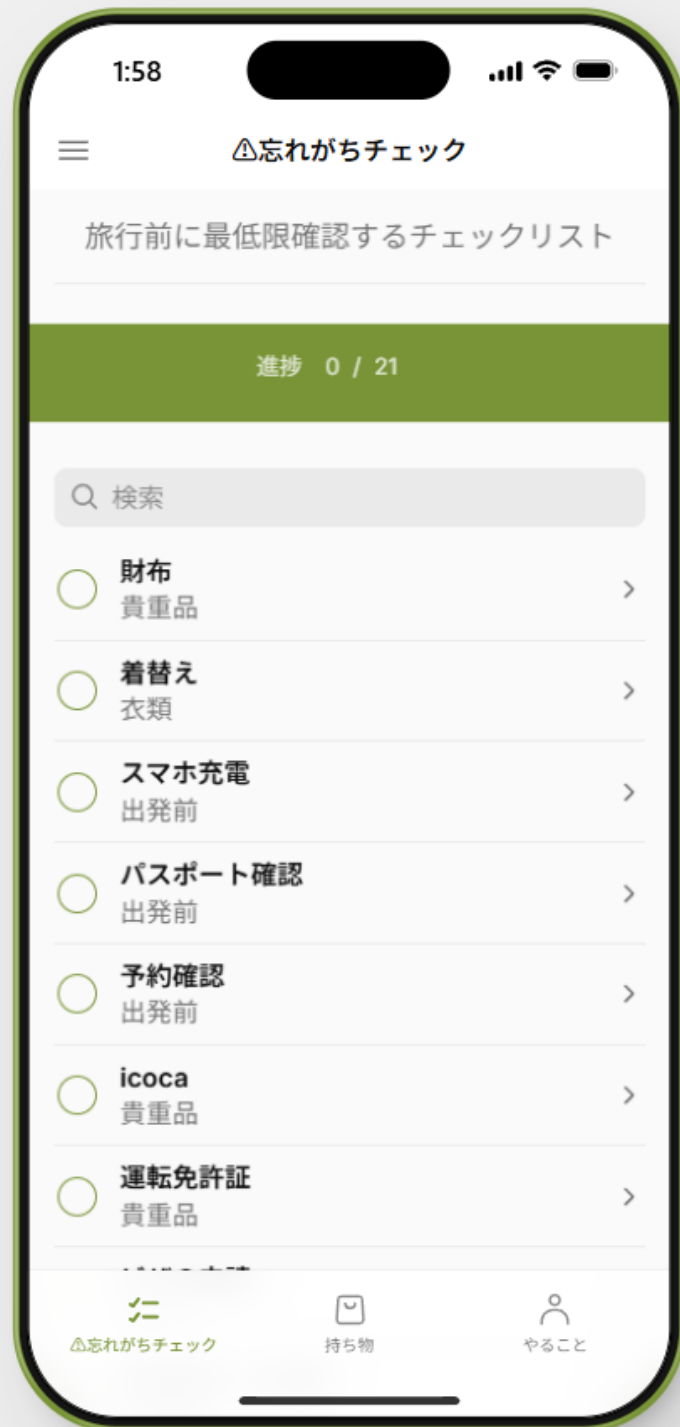 1:58
⚠忘れがちチェック
旅行前に最低限確認するチェックリスト
進捗 0 / 21
検索
財布
貴重品
着替え
衣類
スマホ充電
出発前
パスポート確認
出発前
予約確認
出発前
icoca
貴重品
運転免許証
貴重品
⚠忘れがちチェック
持ち物
やること